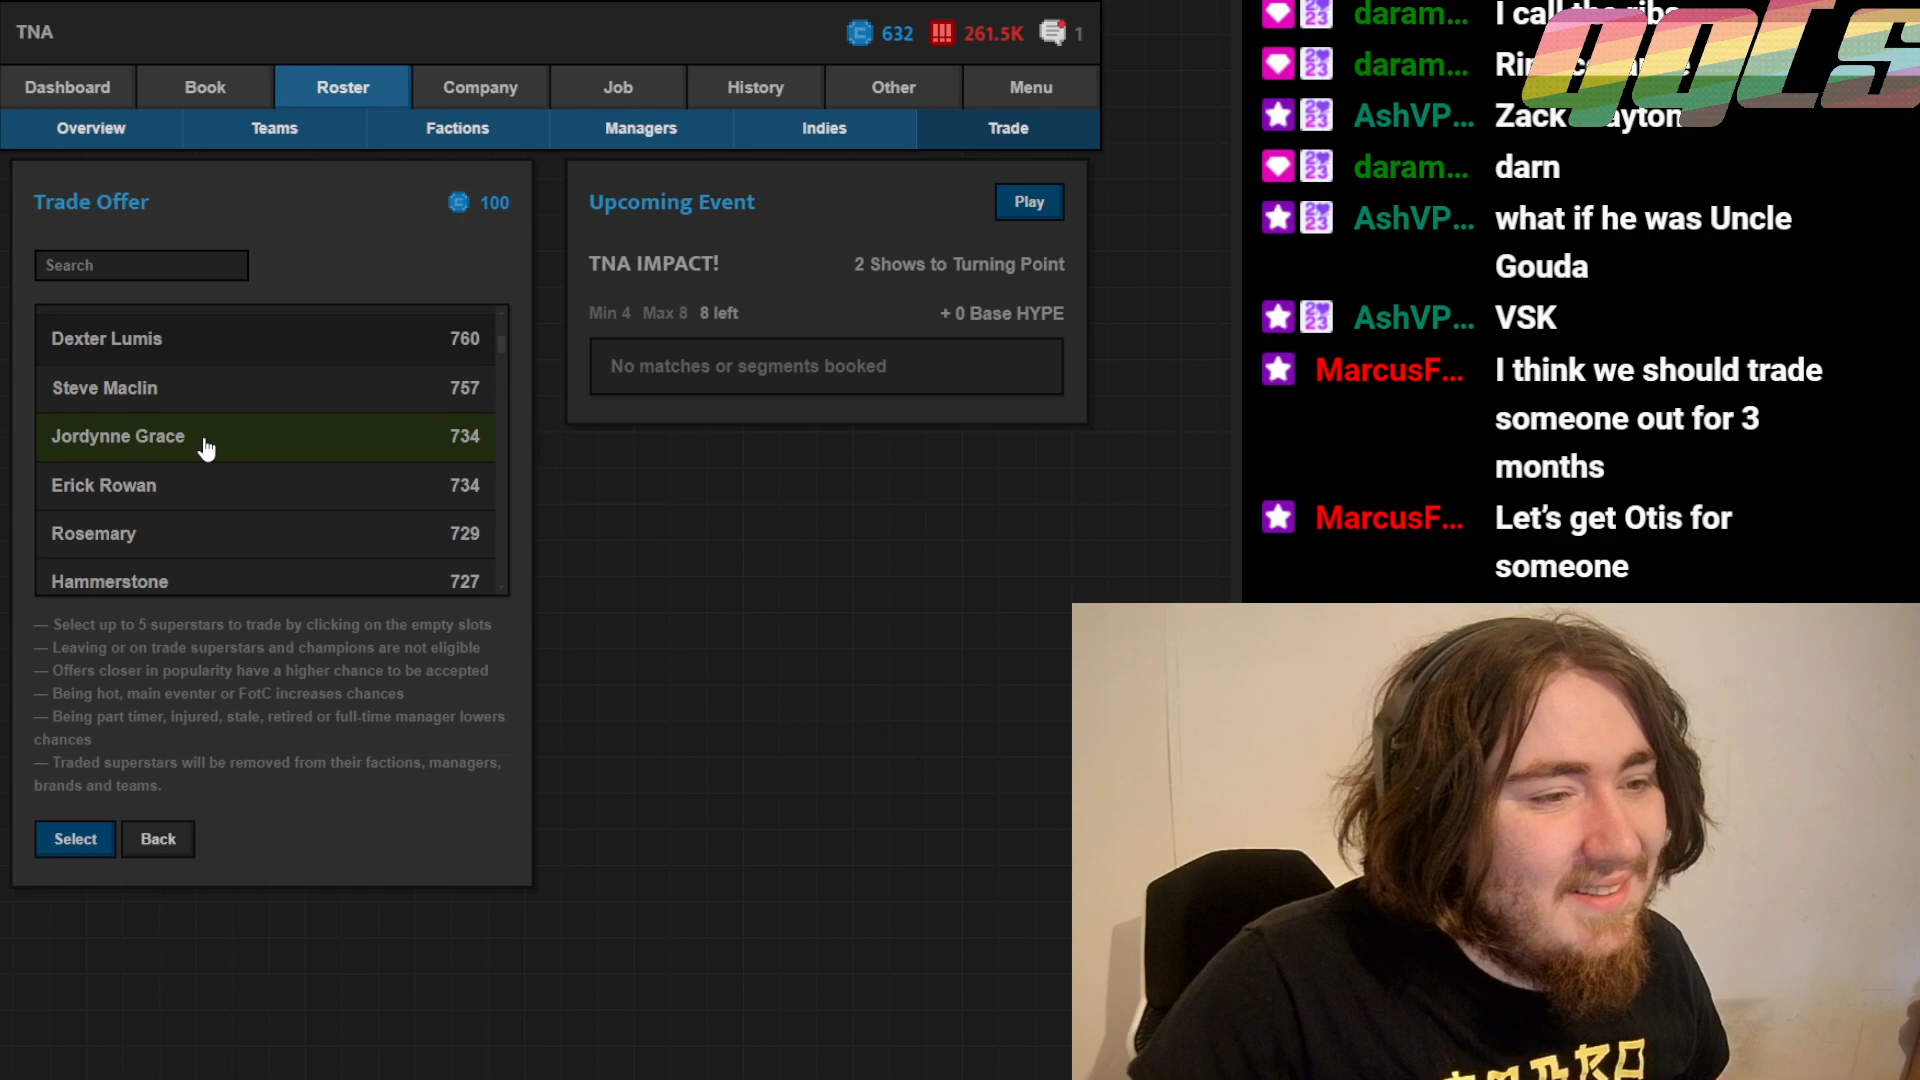 TNA
632
261.5K
1
Dashboard
Book
Roster
Company
Job
History
Other
Menu
Overview
Teams
Factions
Managers
Indies
Trade
Trade Offer
100
Search
Dexter Lumis 760
Steve Maclin 757
Jordynne Grace 734
Erick Rowan 734
Rosemary 729
Hammerstone 727
— Select up to 5 superstars to trade by clicking on the empty slots
— Leaving or on trade superstars and champions are not eligible
— Offers closer in popularity have a higher chance to be accepted
— Being hot, main eventer or FotC increases chances
— Being part timer, injured, stale, retired or full-time manager lowers
chances
— Traded superstars will be removed from their factions, managers,
brands and teams.
Select
Back
Upcoming Event
Play
TNA IMPACT!
2 Shows to Turning Point
Min 4 Max 8 8 left
+ 0 Base HYPE
No matches or segments booked
daram... I call the
daram...
AshVP... Zack
daram... darn
AshVP... what if he was Uncle
Gouda
AshVP... VSK
MarcusF... I think we should trade
someone out for 3
months
MarcusF... Let's get Otis for
someone